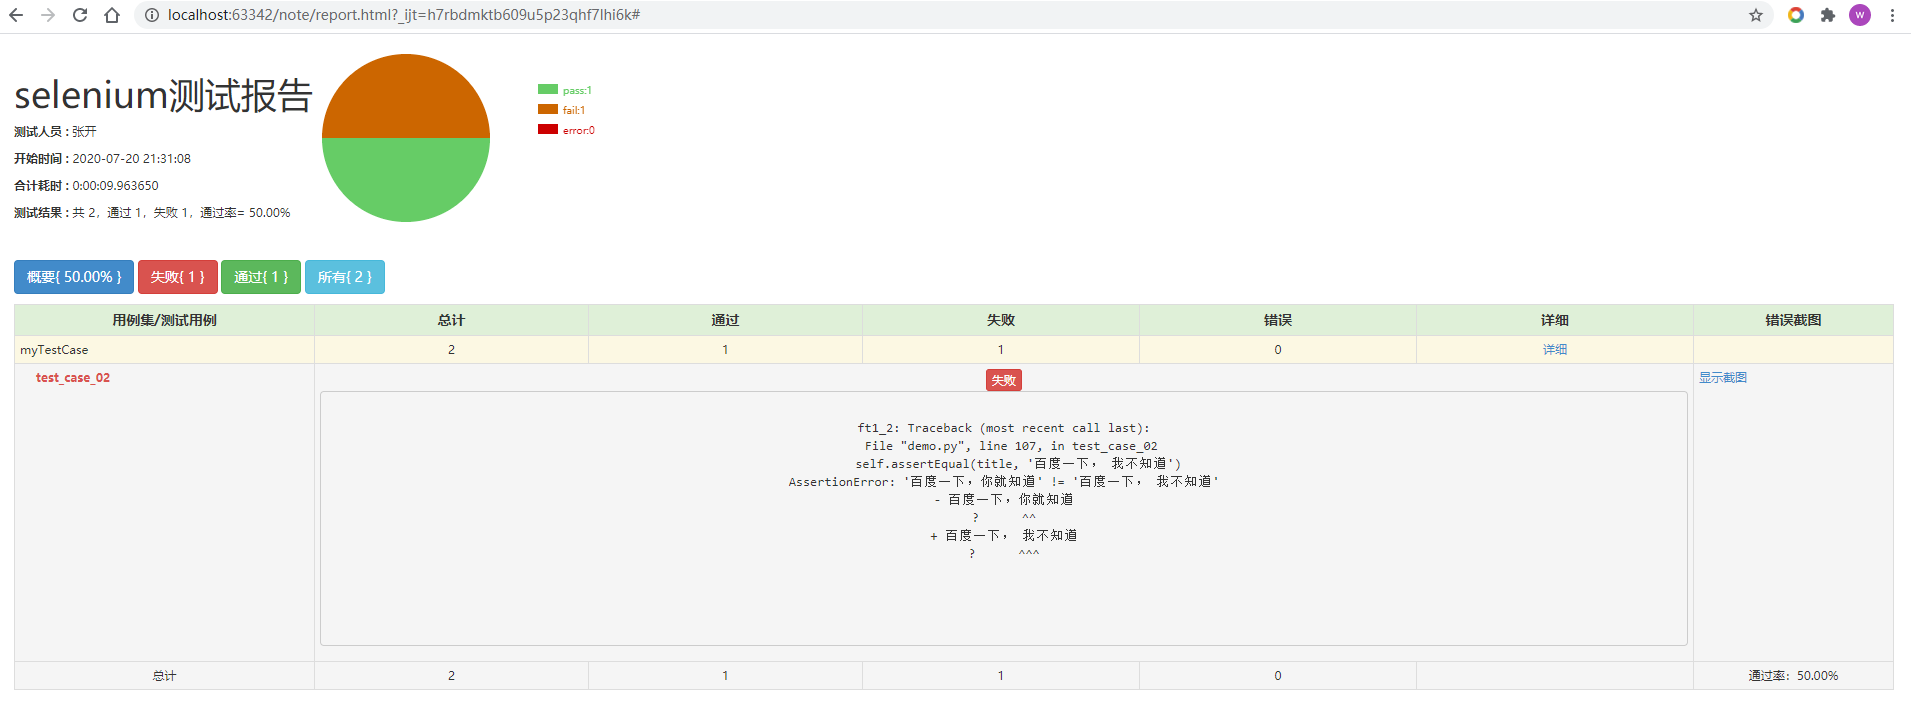 localhost:63342/note/report.html?_ijt=h7rbdmktb609u5p23qhf7lhi6k#
W
selenium测试报告
测试人员 : 张开
开始时间 : 2020-07-20 21:31:08
合计耗时 : 0:00:09.963650
测试结果 : 共 2，通过 1，失败 1，通过率= 50.00%
pass:1
fail:1
error:0
概要{ 50.00% } 失败{ 1 } 通过{ 1 } 所有{ 2 }
用例集/测试用例 总计 通过 失败 错误 详细 错误截图
myTestCase 2 1 1 0 详细
test_case_02 失败 显示截图
ft1_2: Traceback (most recent call last):
File "demo.py", line 107, in test_case_02
self.assertEqual(title, '百度一下， 我不知道')
AssertionError: '百度一下，你就知道' != '百度一下， 我不知道'
- 百度一下，你就知道
? ^^
+ 百度一下， 我不知道
? ^^^
总计 2 1 1 0 通过率：50.00%